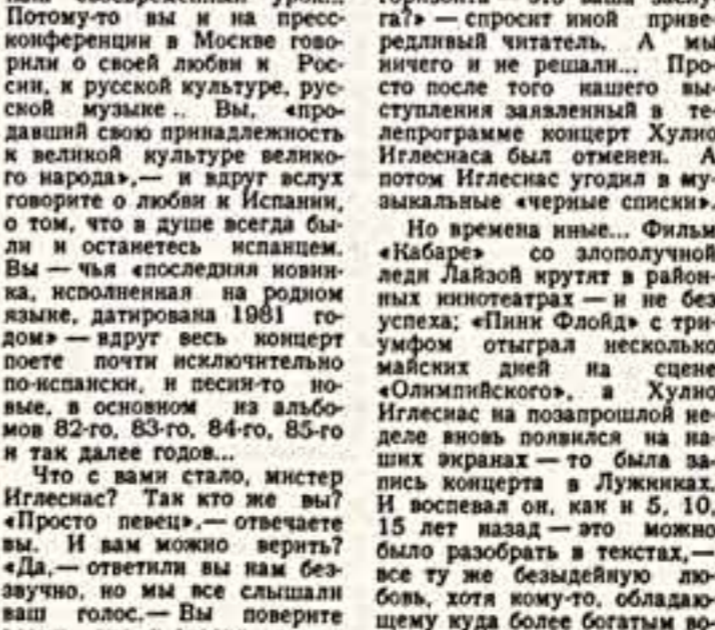 Потому-то вы и на пресс-
конференции в Москве гово-
рили о своей любви к Рос-
сии, к русской культуре, рус-
ской музыке.. Вы, «про-
давший свою принадлежность
к великой культуре велико-
го народа»,— и вдруг вслух
говорите о любви к Испании,
о том, что в душе всегда бы-
ли и останетесь испанцем.
Вы — чья «последняя новин-
ка, исполненная на родном
языке, датирована 1981 го-
дом» — вдруг весь концерт
поете почти исключительно
по-испански, и песни-то но-
вые, в основном из альбо-
мов 82-го, 83-го, 84-го, 85-го
и так далее годов...
Что с вами стало, мистер
Иглесиас? Так кто же вы?
«Просто певец»,— отвечаете
вы. И вам можно верить?
«Да,— ответили вы нам без-
звучно, но мы все слышали
ваш голос.— Вы поверите
га?» — спросит иной приве-
редливый читатель. А мы
ничего и не решали... Про-
сто после того нашего вы-
ступления заявленный в те-
лепрограмме концерт Хулио
Иглесиаса был отменен. А
потом Иглесиас угодил в му-
зыкальные «черные списки».
Но времена иные... Фильм
«Кабаре» со злополучной
леди Лайзой крутят в район-
ных кинотеатрах — и не без
успеха; «Пинк Флойд» с три-
умфом отыграл несколько
майских дней на сцене
«Олимпийского», а Хулио
Иглесиас на позапрошлой не-
деле вновь появился на на-
ших экранах — то была за-
пись концерта в Лужниках.
И воспевал он, как и 5, 10,
15 лет назад — это можно
было разобрать в текстах,—
все ту же безыдейную лю-
бовь, хотя кому-то, обладаю-
щему куда более богатым во-